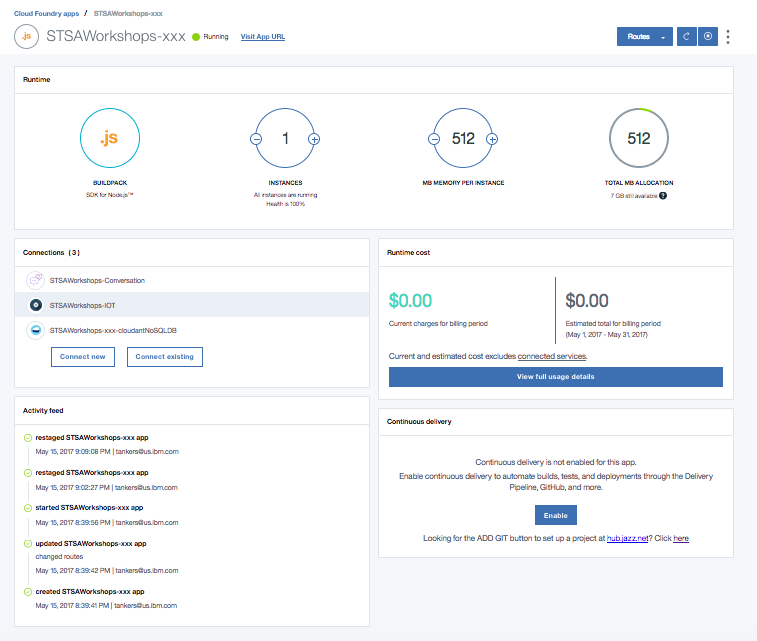 Cloud Foundry apps / STSAWorkshops-xxx
.js STSAWorkshops-xxx Running Visit App URL Routes
Runtime
.js
BUILDPACK
SDK for Node.js™
1
INSTANCES
All instances are running
Health is 100%
512
MB MEMORY PER INSTANCE
512
TOTAL MB ALLOCATION
7 GB still available ?
Connections (3)
STSAWorkshops-Conversation
STSAWorkshops-IOT
STSAWorkshops-xxx-cloudantNoSQLDB
Connect new Connect existing
Runtime cost
$0.00
Current charges for billing period
$0.00
Estimated total for billing period
(May 1, 2017 - May 31, 2017)
Current and estimated cost excludes connected services.
View full usage details
Activity feed
restaged STSAWorkshops-xxx app
May 15, 2017 9:09:08 PM | tankers@us.ibm.com
restaged STSAWorkshops-xxx app
May 15, 2017 9:02:27 PM | tankers@us.ibm.com
started STSAWorkshops-xxx app
May 15, 2017 8:39:56 PM | tankers@us.ibm.com
updated STSAWorkshops-xxx app
changed routes
May 15, 2017 8:39:42 PM | tankers@us.ibm.com
created STSAWorkshops-xxx app
May 15, 2017 8:39:41 PM | tankers@us.ibm.com
Continuous delivery
Continuous delivery is not enabled for this app.
Enable continuous delivery to automate builds, tests, and deployments through the Delivery
Pipeline, GitHub, and more.
Enable
Looking for the ADD GIT button to set up a project at hub.jazz.net? Click here